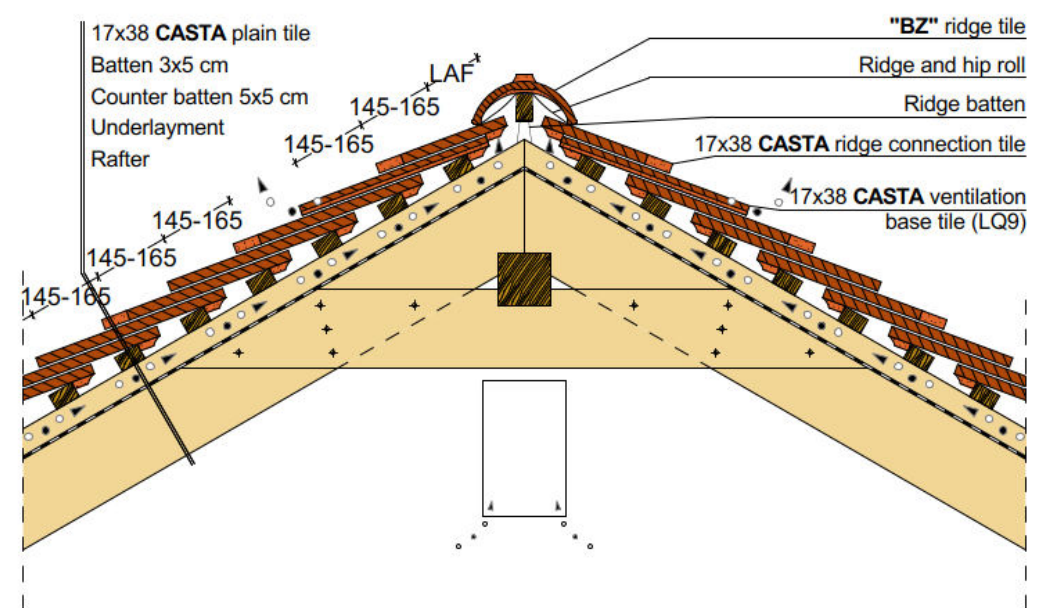 17x38 CASTA plain tile
Batten 3x5 cm
Counter batten 5x5 cm
Underlayment
Rafter
LAF
145-165
145-165
145-165
145-165
145-165
"BZ" ridge tile
Ridge and hip roll
Ridge batten
17x38 CASTA ridge connection tile
17x38 CASTA ventilation
base tile (LQ9)